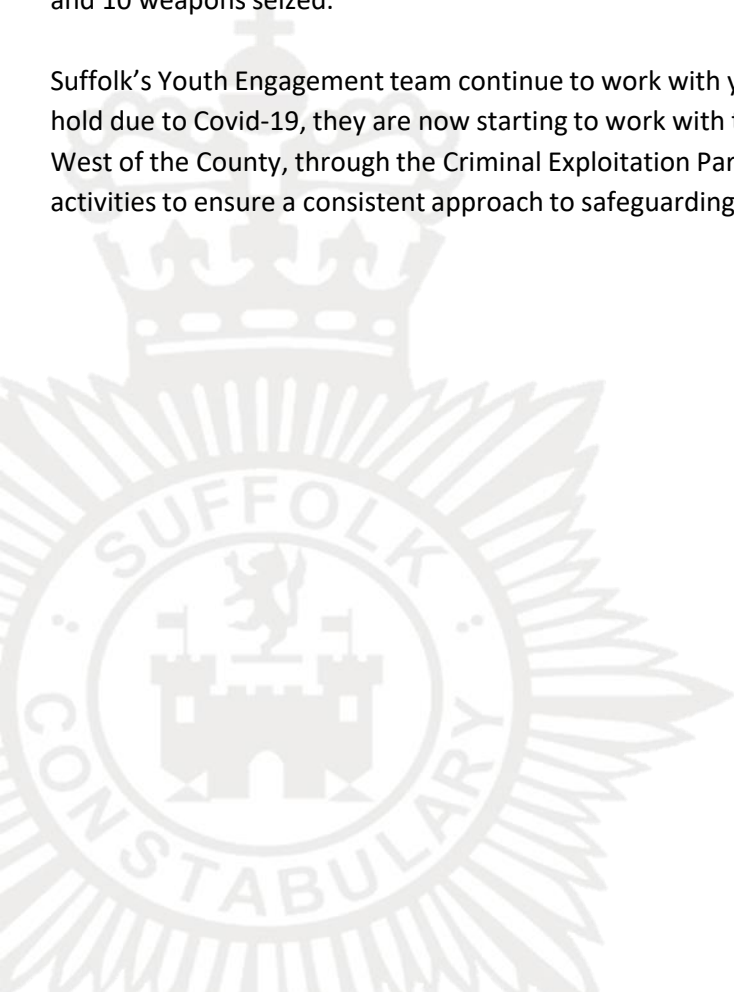 and 10 weapons seized.
Suffolk's Youth Engagement team continue to work with
hold due to Covid-19, they are now starting to work with
West of the County, through the Criminal Exploitation
activities to ensure a consistent approach to safeguarding
SUFFOLK
CONSTABULARY